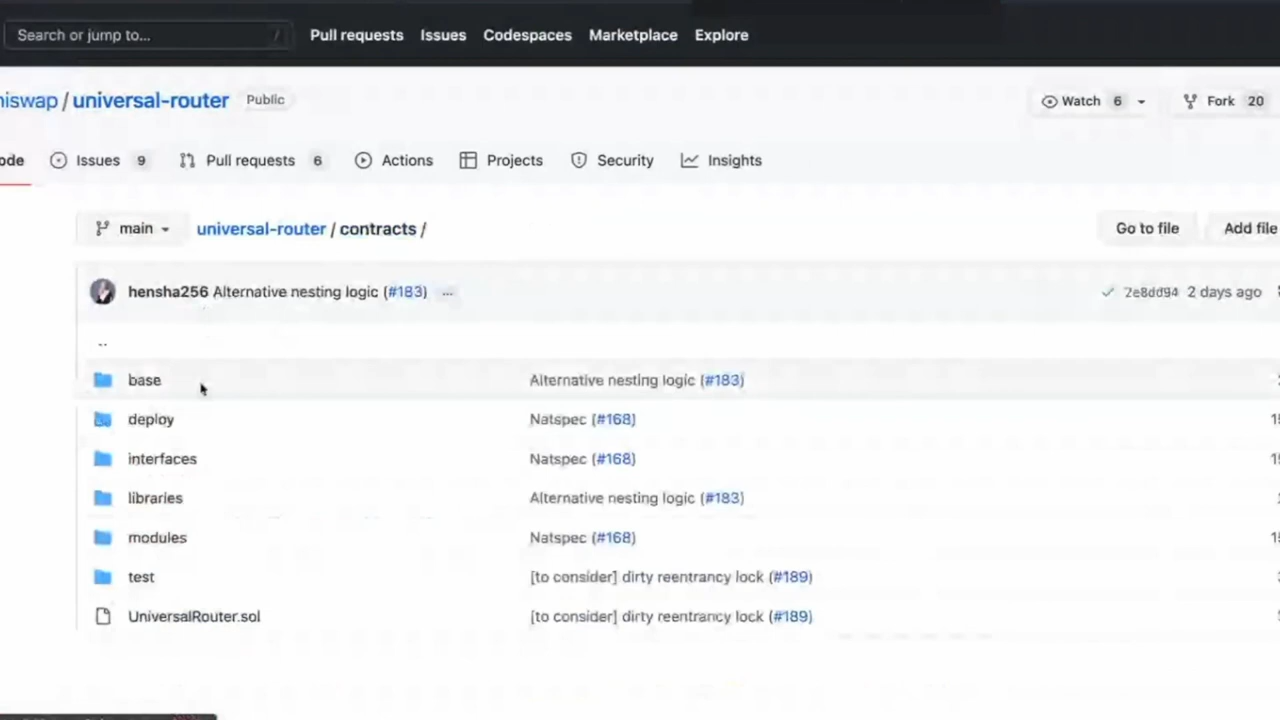 Search or jump to... / Pull requests Issues Codespaces Marketplace Explore
niswap / universal-router Public Watch 6 Fork 20
ode Issues 9 Pull requests 6 Actions Projects Security Insights
main universal-router / contracts / Go to file Add file
hensha256 Alternative nesting logic (#183) ... 2e8dd94 2 days ago
..
base Alternative nesting logic (#183)
deploy Natspec (#168)
interfaces Natspec (#168)
libraries Alternative nesting logic (#183)
modules Natspec (#168)
test [to consider] dirty reentrancy lock (#189)
UniversalRouter.sol [to consider] dirty reentrancy lock (#189)